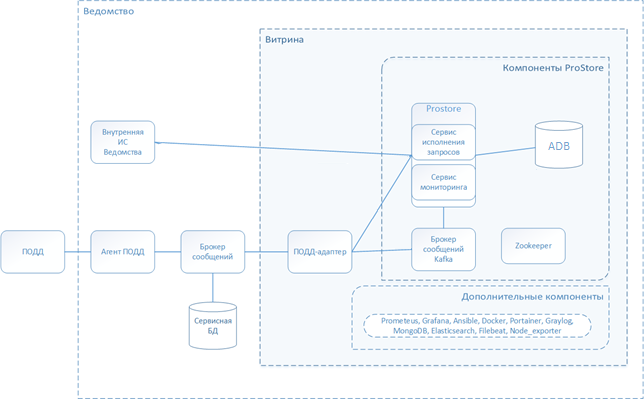 Ведомство
Витрина
Компоненты ProStore
Prostore
Сервис
исполнения
запросов
ADB
Внутренняя
ИС
Ведомства
Сервис
мониторинга
ПОДД
Агент ПОДД
Брокер
сообщений
ПОДД-адаптер
Брокер
сообщений
Kafka
Zookeeper
Сервисная
БД
Дополнительные компоненты
Prometeus, Grafana, Ansible, Docker, Portainer, Graylog,
MongoDB, Elasticsearch, Filebeat, Node_exporter